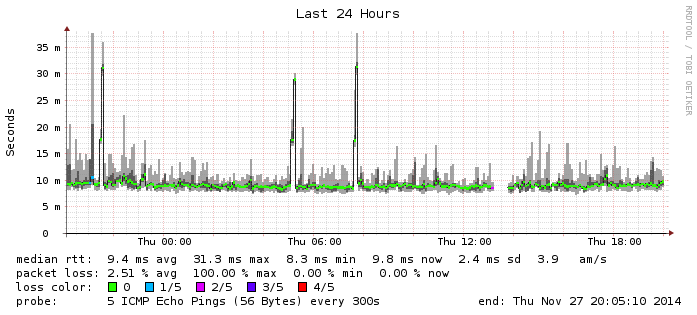 Last 24 Hours
RRDTOOL / TOBI OETIKER
Seconds
35 m
30 m
25 m
20 m
15 m
10 m
5 m
0
Thu 00:00 Thu 06:00 Thu 12:00 Thu 18:00
median rtt: 9.4 ms avg 31.3 ms max 8.3 ms min 9.8 ms now 2.4 ms sd 3.9 am/s
packet loss: 2.51 % avg 100.00 % max 0.00 % min 0.00 % now
loss color: 0 1/5 2/5 3/5 4/5
probe: 5 ICMP Echo Pings (56 Bytes) every 300s end: Thu Nov 27 20:05:10 2014